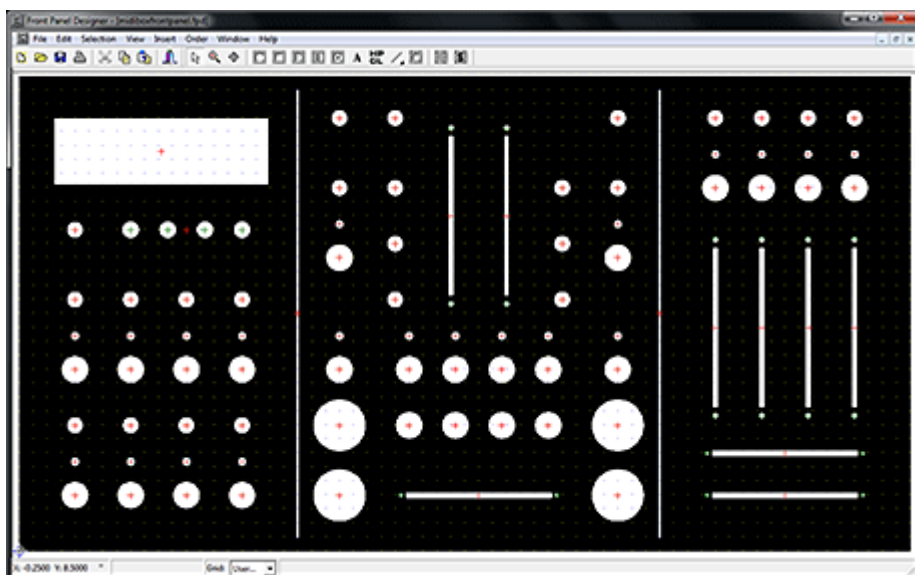 Front Panel Designer - [midiboxfrontpanel.fpd]
File Edit Selection View Insert Order Window Help
X: -0.2500 Y: 8.5000 Grid: User...